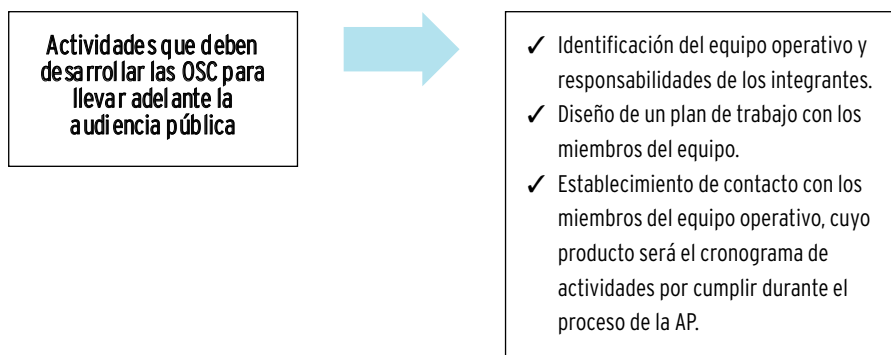 Actividades que deben
desarrollar las OSC para
llevar adelante la
audiencia pública
✓ Identificación del equipo operativo y
responsabilidades de los integrantes.
✓ Diseño de un plan de trabajo con los
miembros del equipo.
✓ Establecimiento de contacto con los
miembros del equipo operativo, cuyo
producto será el cronograma de
actividades por cumplir durante el
proceso de la AP.